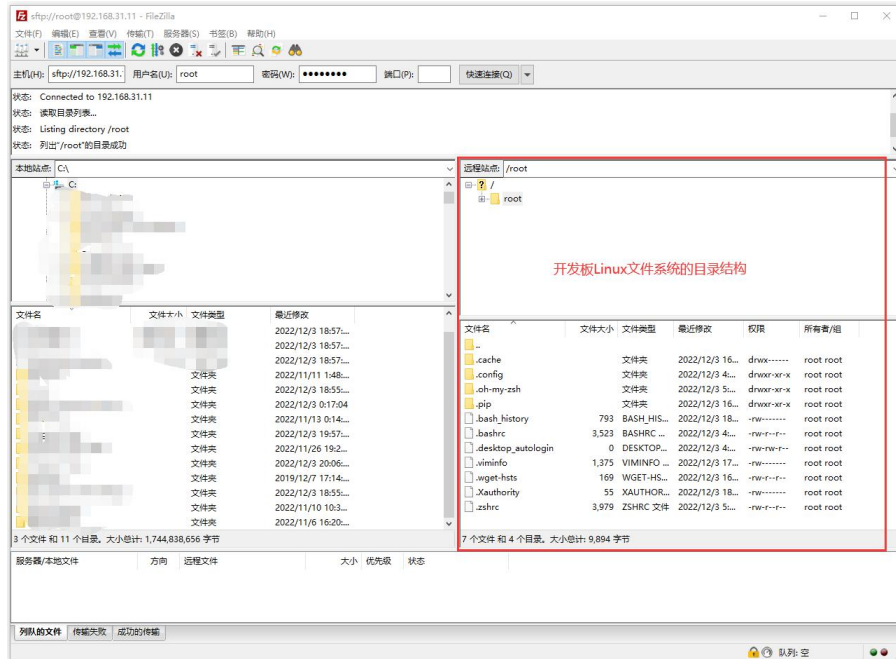 sftp://root@192.168.31.11 - FileZilla
文件(F) 编辑(E) 查看(V) 传输(T) 服务器(S) 书签(B) 帮助(H)
主机(H): sftp://192.168.31. 用户名(U): root 密码(W): ●●●●●●●● 端口(P): 快速连接(Q)
状态: Connected to 192.168.31.11
状态: 读取目录列表...
状态: Listing directory /root
状态: 列出"/root"的目录成功
本地站点: C:\
C:
文件名 文件大小 文件类型 最近修改
2022/12/3 18:57:...
2022/12/3 18:57:...
2022/12/3 18:57:...
文件夹 2022/11/11 1:48:...
文件夹 2022/12/3 18:55:...
文件夹 2022/12/3 0:17:04
文件夹 2022/11/13 0:14:...
文件夹 2022/12/3 19:57:...
文件夹 2022/11/26 19:2...
文件夹 2022/12/3 20:06:...
文件夹 2019/12/7 17:14:...
文件夹 2022/12/3 18:55:...
文件夹 2022/11/10 10:3...
文件夹 2022/11/6 16:20:...
3 个文件 和 11 个目录。大小总计: 1,744,838,656 字节
远程站点: /root
/
root
开发板Linux文件系统的目录结构
文件名 文件大小 文件类型 最近修改 权限 所有者/组
..
.cache 文件夹 2022/12/3 16... drwx------ root root
.config 文件夹 2022/12/3 4:... drwxr-xr-x root root
.oh-my-zsh 文件夹 2022/12/3 5:... drwxr-xr-x root root
.pip 文件夹 2022/12/3 16... drwxr-xr-x root root
.bash_history 793 BASH_HIS... 2022/12/3 18... -rw------- root root
.bashrc 3,523 BASHRC ... 2022/12/3 4:... -rw-r--r-- root root
.desktop_autologin 0 DESKTOP... 2022/12/3 4:... -rw-rw-r-- root root
.viminfo 1,375 VIMINFO ... 2022/12/3 17... -rw------- root root
.wget-hsts 169 WGET-HS... 2022/12/3 16... -rw-r--r-- root root
.Xauthority 55 XAUTHOR... 2022/12/3 18... -rw------- root root
.zshrc 3,979 ZSHRC 文件 2022/12/3 5:... -rw-r--r-- root root
7 个文件 和 4 个目录。大小总计: 9,894 字节
服务器/本地文件 方向 远程文件 大小 优先级 状态
列队的文件 传输失败 成功的传输
队列: 空